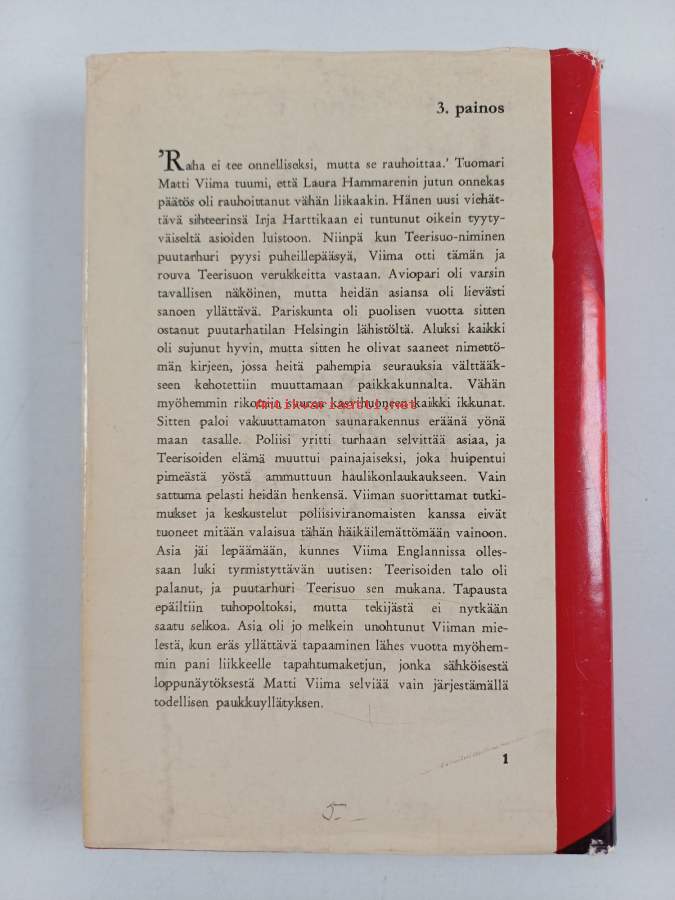 3. painos
'Raha ei tee onnelliseksi, mutta se rauhoittaa.' Tuomari
Matti Viima tuumi, että Laura Hammarenin jutun onnekas
päätös oli rauhoittanut vähän liikaakin. Hänen uusi viehät-
tävä sihteerinsä Irja Harttikaan ei tuntunut oikein tyyty-
väiseltä asioiden luistoon. Niinpä kun Teerisuo-niminen
puutarhuri pyysi puheillepääsyä, Viima otti tämän ja
rouva Teerisuon verukkeitta vastaan. Aviopari oli varsin
tavallisen näköinen, mutta heidän asiansa oli lievästi
sanoen yllättävä. Pariskunta oli puolisen vuotta sitten
ostanut puutarhatilan Helsingin lähistöltä. Aluksi kaikki
oli sujunut hyvin, mutta sitten he olivat saaneet nimettö-
män kirjeen, jossa heitä pahempia seurauksia välttääk-
seen kehotettiin muuttamaan paikkakunnalta. Vähän
myöhemmin rikottiin suuren kasvihuoneen kaikki ikkunat.
Antikvariaatti.net
Sitten paloi vakuuttamaton saunarakennus eräänä yönä
maan tasalle. Poliisi yritti turhaan selvittää asiaa, ja
Teerisoiden elämä muuttui painajaiseksi, joka huipentui
pimeästä yöstä ammuttuun haulikonlaukaukseen. Vain
sattuma pelasti heidän henkensä. Viiman suorittamat tutki-
mukset ja keskustelut poliisiviranomaisten kanssa eivät
tuoneet mitään valaisua tähän häikäilemättömään vainoon.
Asia jäi lepäämään, kunnes Viima Englannissa olles-
saan luki tyrmistyttävän uutisen: Teerisoiden talo oli
palanut, ja puutarhuri Teerisuo sen mukana. Tapausta
epäiltiin tuhopoltoksi, mutta tekijästä ei nytkään
saatu selkoa. Asia oli jo melkein unohtunut Viiman mie-
lestä, kun eräs yllättävä tapaaminen lähes vuotta myöhem-
min pani liikkeelle tapahtumaketjun, jonka sähköisestä
loppunäytöksestä Matti Viima selviää vain järjestämällä
todellisen paukkuyllätyksen.
1
5.-